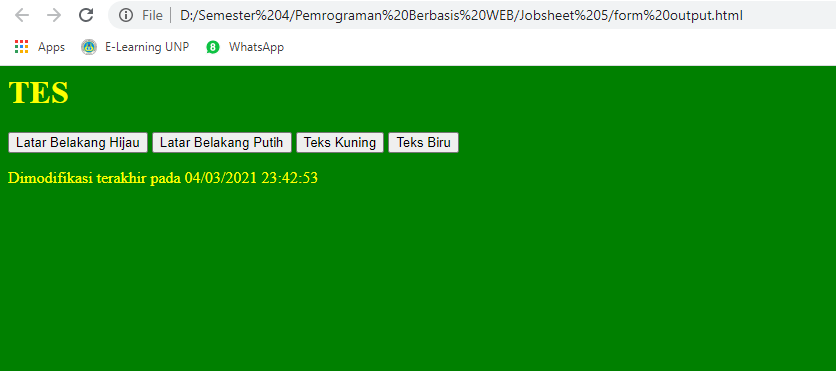 File D:/Semester%204/Pemrograman%20Berbasis%20WEB/Jobsheet%205/form%20output.html
Apps E-Learning UNP 8 WhatsApp
TES
Latar Belakang Hijau Latar Belakang Putih Teks Kuning Teks Biru
Dimodifikasi terakhir pada 04/03/2021 23:42:53